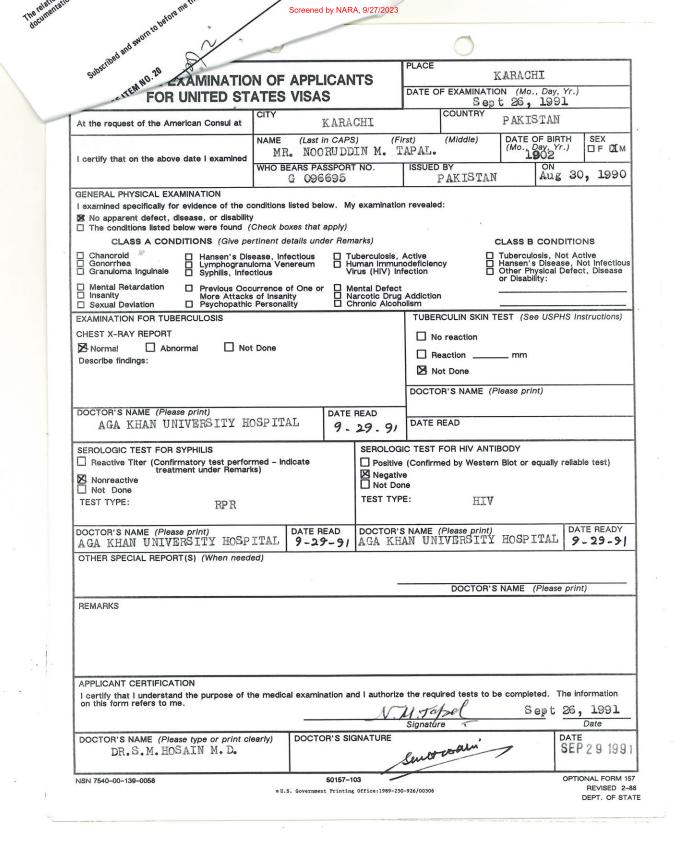 Screened by NARA, 9/27/2023
The relat
documentatio
Subscribed and sworn to before me th
ITEM NO. 20
EXAMINATION OF APPLICANTS
FOR UNITED STATES VISAS
PLACE
KARACHI
DATE OF EXAMINATION (Mo., Day, Yr.)
Sept 26, 1991
At the request of the American Consul at
CITY
KARACHI
COUNTRY
PAKISTAN
I certify that on the above date I examined
NAME (Last in CAPS) (First) (Middle)
MR. NOORUDDIN M. TAPAL.
DATE OF BIRTH
(Mo., Day, Yr.)
1902
SEX
F M
WHO BEARS PASSPORT NO.
G 096695
ISSUED BY
PAKISTAN
ON
Aug 30, 1990
GENERAL PHYSICAL EXAMINATION
I examined specifically for evidence of the conditions listed below. My examination revealed:
No apparent defect, disease, or disability
The conditions listed below were found (Check boxes that apply)
CLASS A CONDITIONS (Give pertinent details under Remarks)
Chancroid
Gonorrhea
Granuloma Inguinale
Hansen's Disease, Infectious
Lymphogranuloma Venereum
Syphilis, Infectious
Tuberculosis, Active
Human Immunodeficiency
Virus (HIV) Infection
Mental Retardation
Insanity
Sexual Deviation
Previous Occurrence of One or
More Attacks of Insanity
Psychopathic Personality
Mental Defect
Narcotic Drug Addiction
Chronic Alcoholism
CLASS B CONDITIONS
Tuberculosis, Not Active
Hansen's Disease, Not Infectious
Other Physical Defect, Disease
or Disability:
EXAMINATION FOR TUBERCULOSIS
CHEST X-RAY REPORT
Normal Abnormal Not Done
Describe findings:
DOCTOR'S NAME (Please print)
AGA KHAN UNIVERSITY HOSPITAL
DATE READ
9-29-91
TUBERCULIN SKIN TEST (See USPHS Instructions)
No reaction
Reaction mm
Not Done
DOCTOR'S NAME (Please print)
DATE READ
SEROLOGIC TEST FOR SYPHILIS
Reactive Titer (Confirmatory test performed - indicate
treatment under Remarks)
Nonreactive
Not Done
TEST TYPE:
RPR
DOCTOR'S NAME (Please print)
AGA KHAN UNIVERSITY HOSPITAL
DATE READ
9-29-91
SEROLOGIC TEST FOR HIV ANTIBODY
Positive (Confirmed by Western Blot or equally reliable test)
Negative
Not Done
TEST TYPE:
HIV
DOCTOR'S NAME (Please print)
AGA KHAN UNIVERSITY HOSPITAL
DATE READY
9-29-91
OTHER SPECIAL REPORT(S) (When needed)
DOCTOR'S NAME (Please print)
REMARKS
APPLICANT CERTIFICATION
I certify that I understand the purpose of the medical examination and I authorize the required tests to be completed. The information
on this form refers to me.
N.M.Tapal
Sept 26, 1991
Signature
Date
DOCTOR'S NAME (Please type or print clearly)
DR.S.M.HOSAIN M.D.
DOCTOR'S SIGNATURE
DATE
SEP 29 1991
NSN 7540-00-139-0058
50157-103
U.S. Government Printing Office:1989-230-926/00306
OPTIONAL FORM 157
REVISED 2-88
DEPT. OF STATE